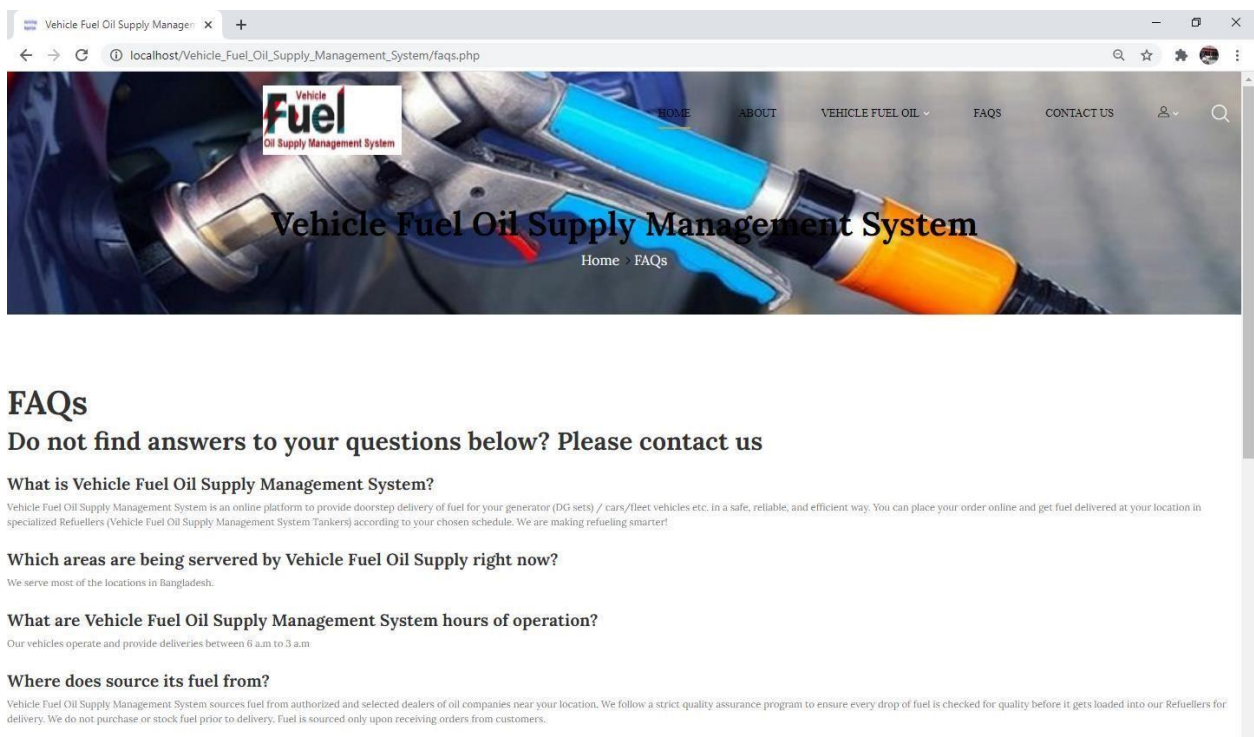 Vehicle Fuel Oil Supply Managen
localhost/Vehicle_Fuel_Oil_Supply_Management_System/faqs.php
Vehicle
Fuel
Oil Supply Management System
HOME ABOUT VEHICLE FUEL OIL FAQS CONTACT US
Vehicle Fuel Oil Supply Management System
Home > FAQs
FAQs
Do not find answers to your questions below? Please contact us
What is Vehicle Fuel Oil Supply Management System?
Vehicle Fuel Oil Supply Management System is an online platform to provide doorstep delivery of fuel for your generator (DG sets) / cars/fleet vehicles etc. in a safe, reliable, and efficient way. You can place your order online and get fuel delivered at your location in
specialized Refuellers (Vehicle Fuel Oil Supply Management System Tankers) according to your chosen schedule. We are making refueling smarter!
Which areas are being servered by Vehicle Fuel Oil Supply right now?
We serve most of the locations in Bangladesh.
What are Vehicle Fuel Oil Supply Management System hours of operation?
Our vehicles operate and provide deliveries between 6 a.m to 3 a.m
Where does source its fuel from?
Vehicle Fuel Oil Supply Management System sources fuel from authorized and selected dealers of oil companies near your location. We follow a strict quality assurance program to ensure every drop of fuel is checked for quality before it gets loaded into our Refuellers for
delivery. We do not purchase or stock fuel prior to delivery. Fuel is sourced only upon receiving orders from customers.